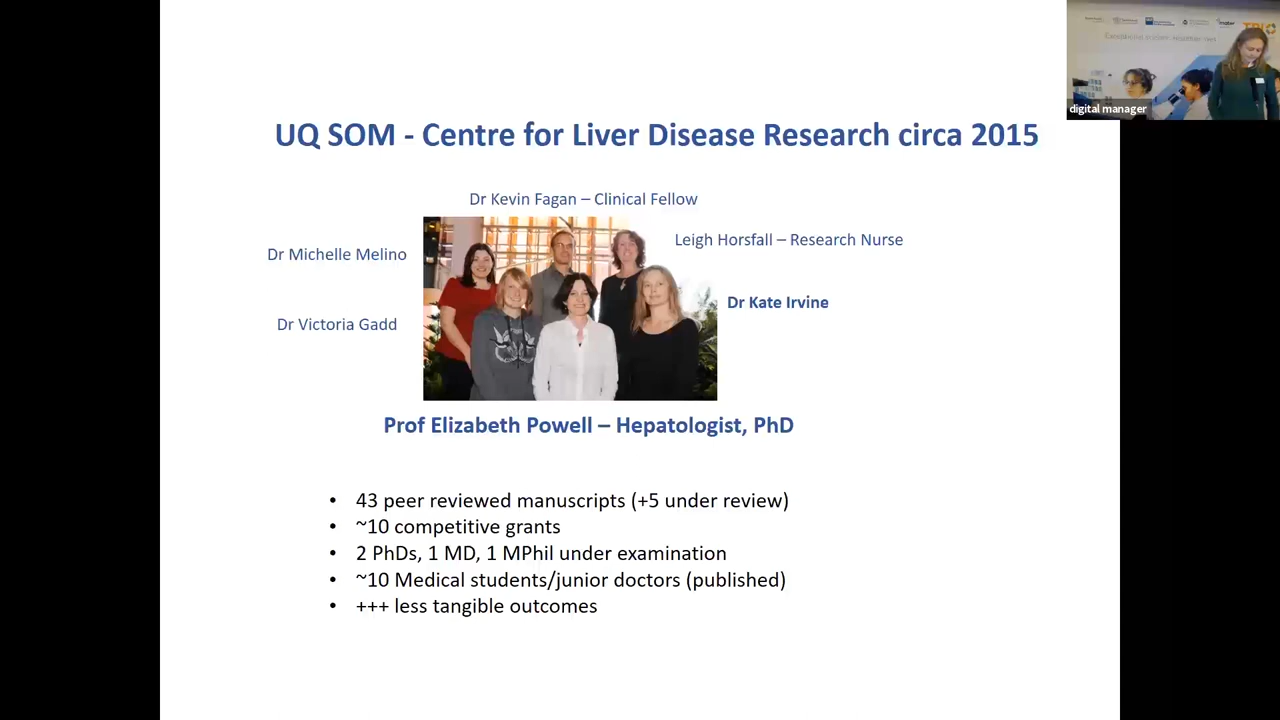 UQ SOM - Centre for Liver Disease Research circa 2015
Dr Kevin Fagan – Clinical Fellow
Leigh Horsfall – Research Nurse
Dr Michelle Melino
Dr Kate Irvine
Dr Victoria Gadd
Prof Elizabeth Powell – Hepatologist, PhD
• 43 peer reviewed manuscripts (+5 under review)
• ~10 competitive grants
• 2 PhDs, 1 MD, 1 MPhil under examination
• ~10 Medical students/junior doctors (published)
• +++ less tangible outcomes
mater
TRI
digital manager